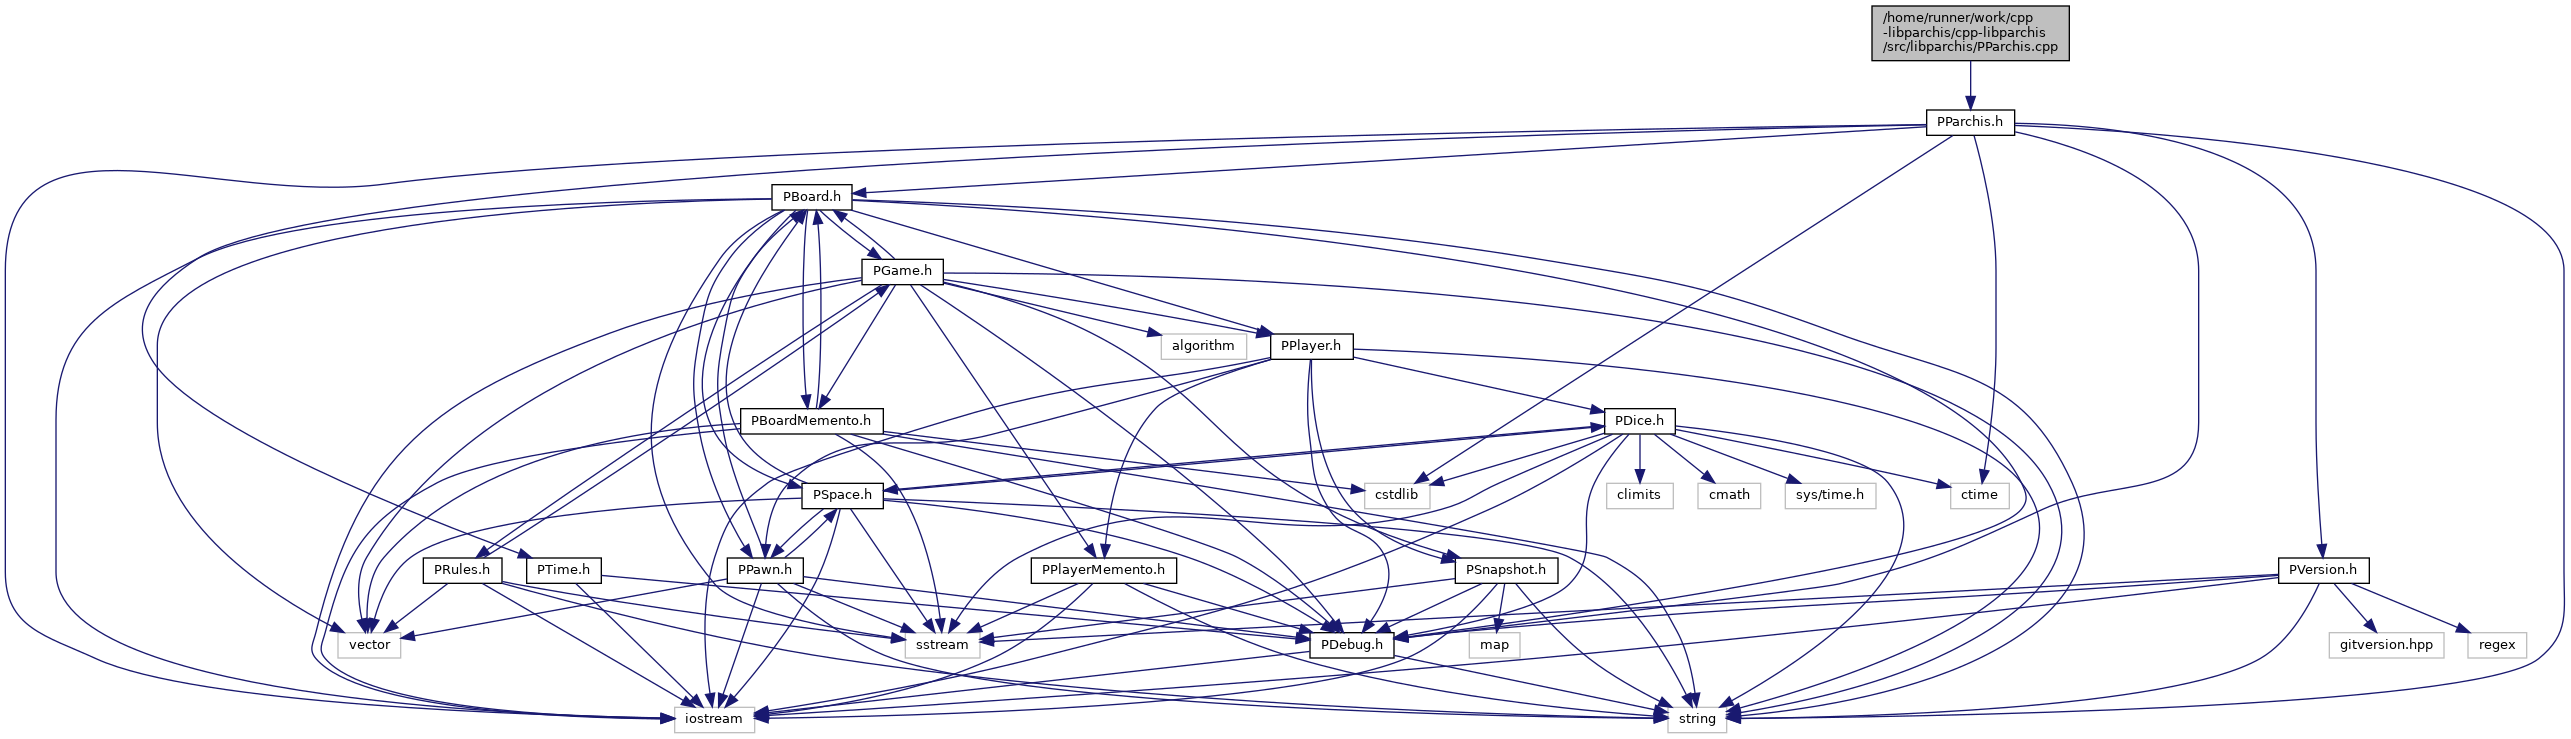 /home/runner/work/cpp
-libparchis/cpp-libparchis
/src/libparchis/PParchis.cpp
PParchis.h
PBoard.h
PGame.h
algorithm
PPlayer.h
PBoardMemento.h
PDice.h
PSpace.h
cstdlib
climits
cmath
sys/time.h
ctime
PRules.h
PTime.h
PPawn.h
PPlayerMemento.h
PSnapshot.h
PVersion.h
vector
sstream
PDebug.h
map
gitversion.hpp
regex
iostream
string